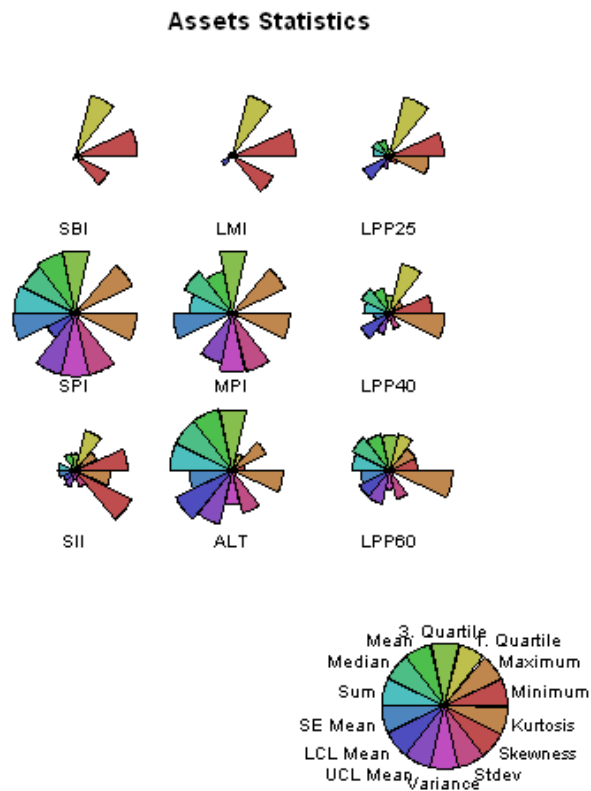 Assets Statistics
SBI
LMI
LPP25
SPI
MPI
LPP40
SII
ALT
LPP60
3. Quartile
1. Quartile
Mean
Maximum
Median
Minimum
Sum
Kurtosis
SE Mean
Skewness
LCL Mean
Stdev
UCL Mean
Variance